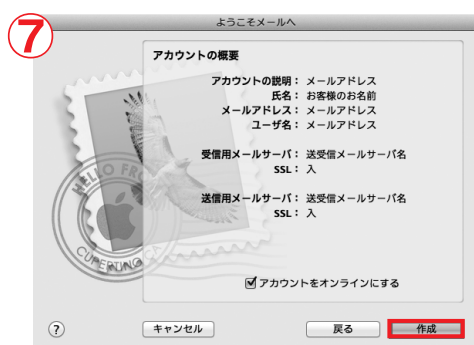 ⑦
ようこそメールへ
アカウントの概要
アカウントの説明： メールアドレス
氏名： お客様のお名前
メールアドレス： メールアドレス
ユーザ名： メールアドレス
受信用メールサーバ： 送受信メールサーバ名
SSL： 入
送信用メールサーバ： 送受信メールサーバ名
SSL： 入
HELLO FROM
CUPERTINO
CA
アカウントをオンラインにする
? キャンセル 戻る 作成